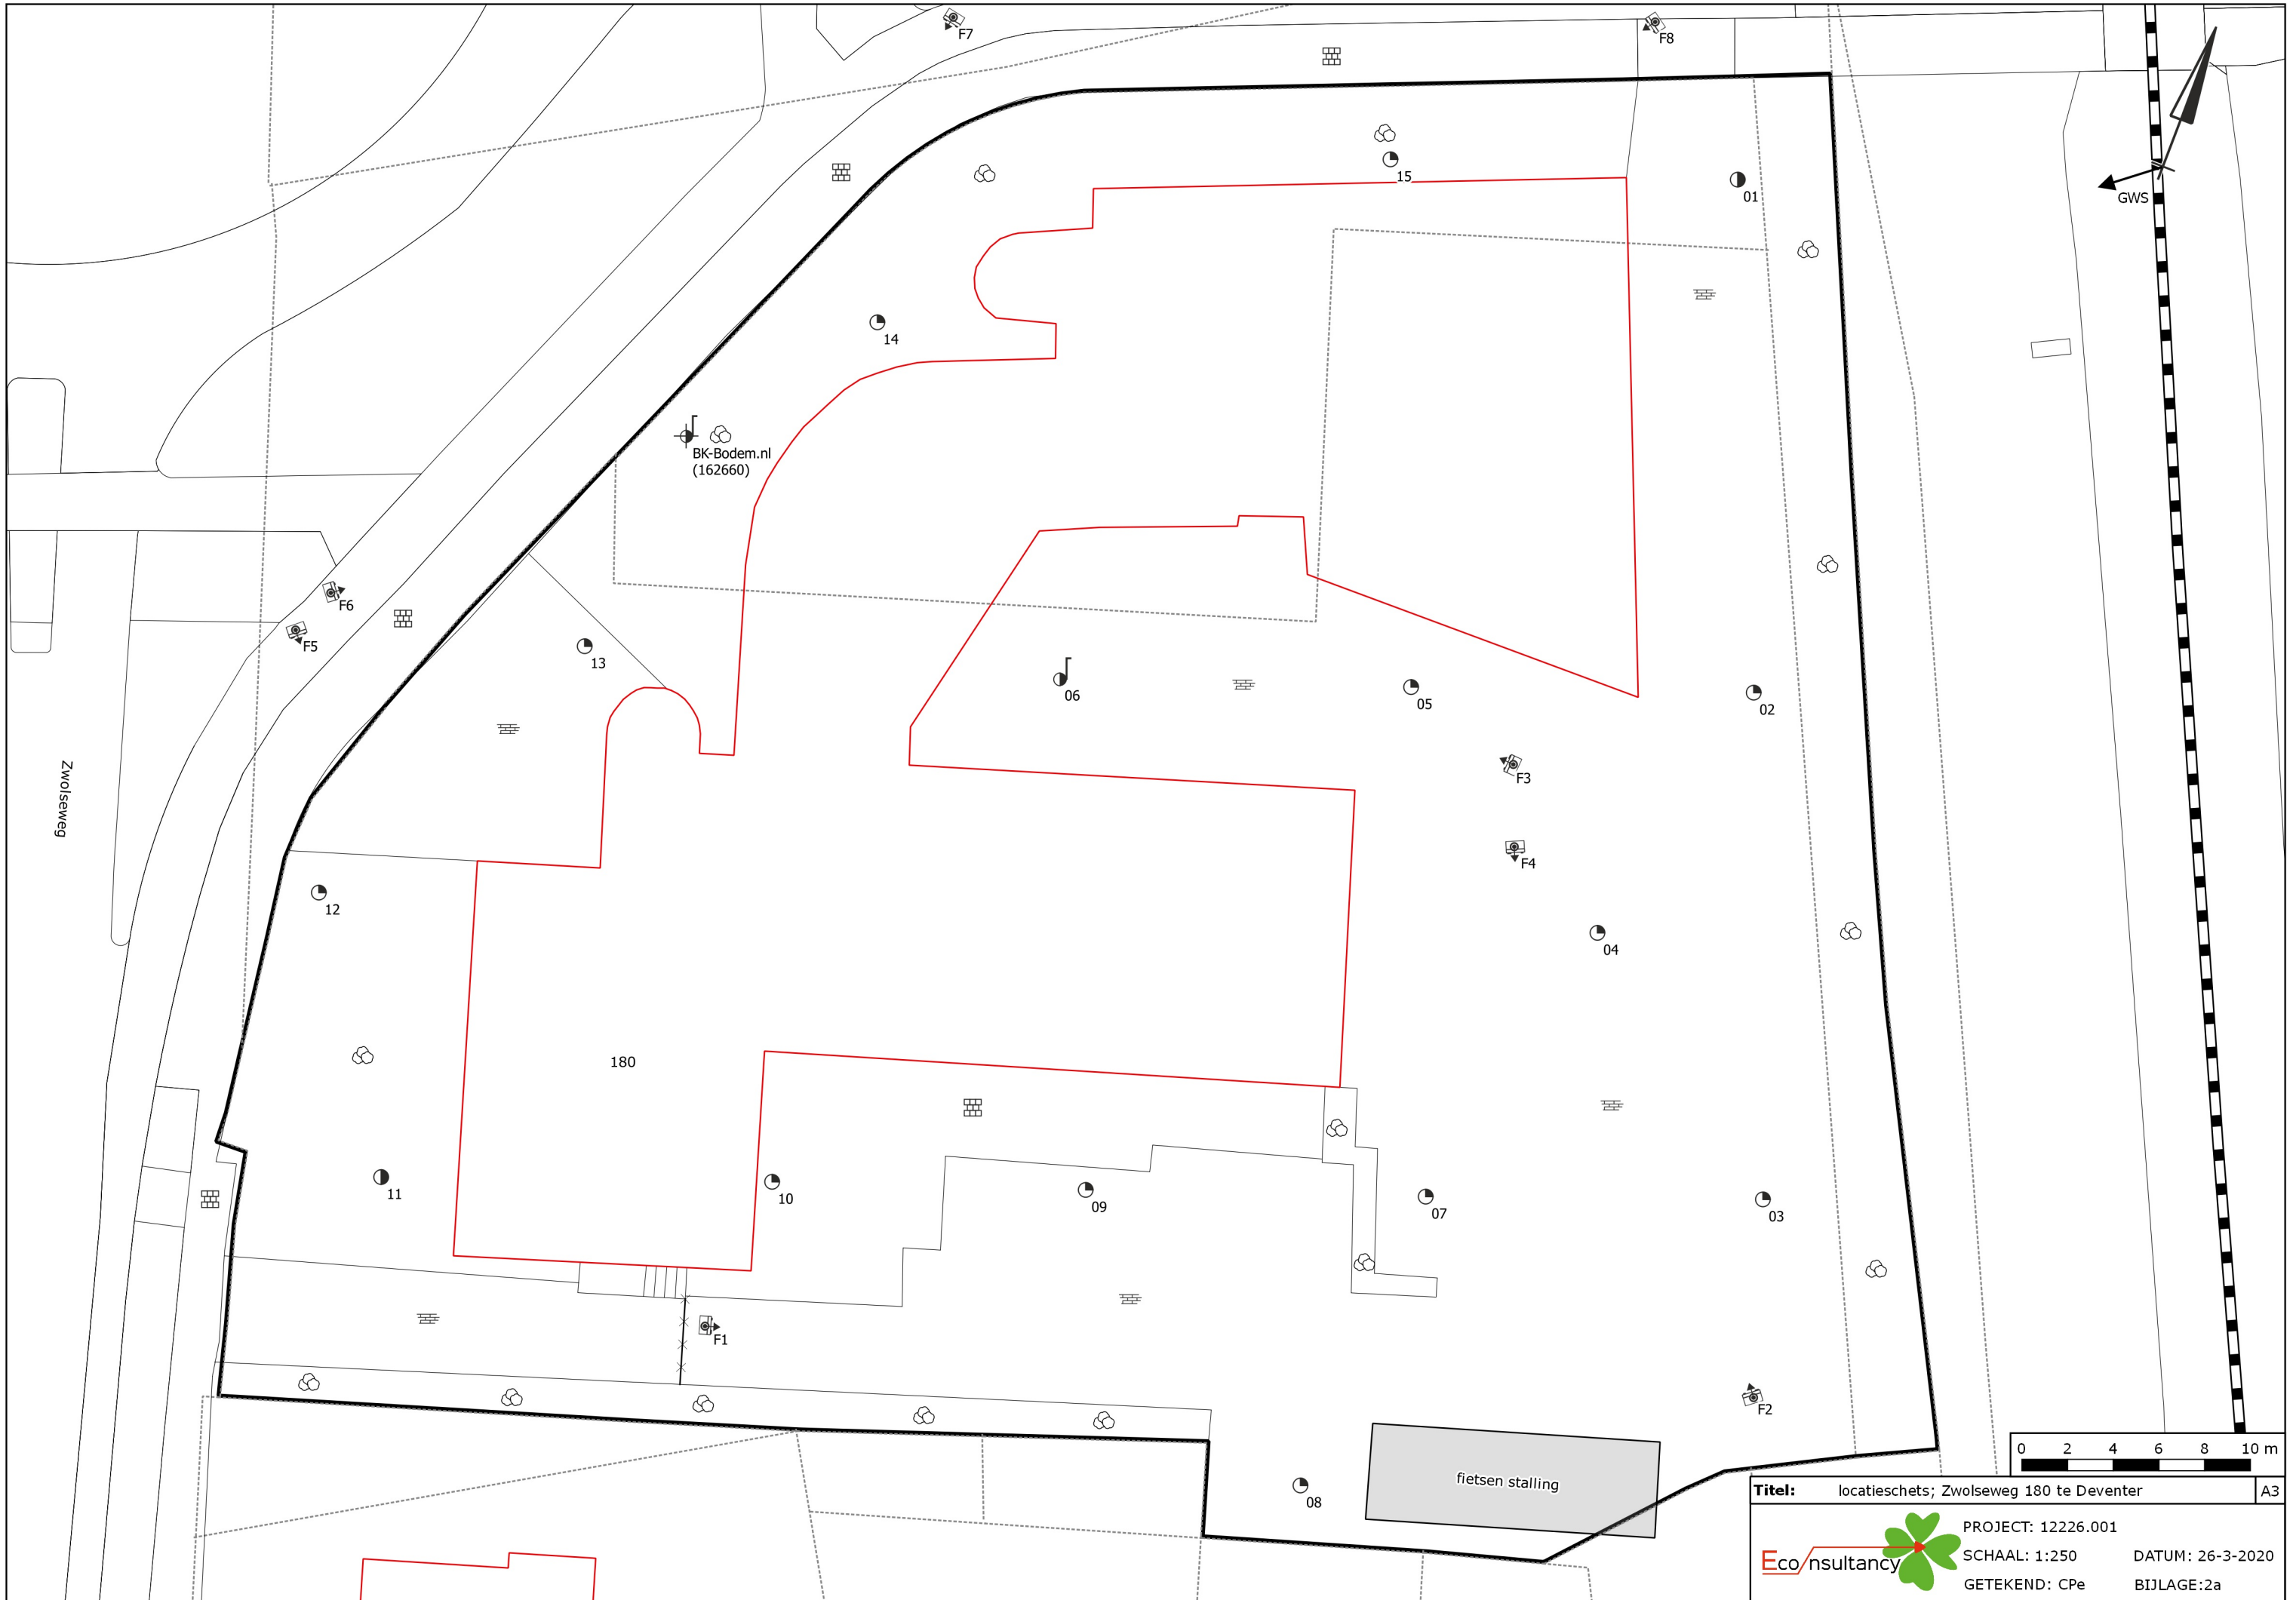 F7
F8
15
01
GWS
14
BK-Bodem.nl
(162660)
F6
F5
13
06
05
02
F3
Zwolseweg
F4
12
04
180
11
10
09
07
03
F1
F2
fietsen stalling
08
0 2 4 6 8 10 m
Titel: locatieschets; Zwolseweg 180 te Deventer A3
Eco nsultancy
PROJECT: 12226.001
SCHAAL: 1:250 DATUM: 26-3-2020
GETEKEND: CPe BIJLAGE:2a